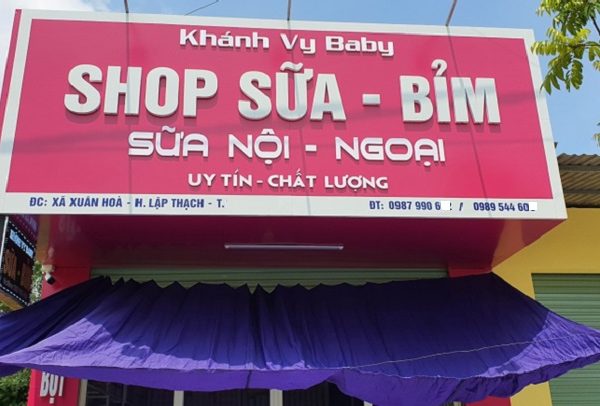 Khánh Vy Baby
SHOP SỮA - BỈM
SỮA NỘI - NGOẠI
UY TÍN - CHẤT LƯỢNG
ĐC: XÃ XUÂN HOÀ - H. LẬP THẠCH - T.
ĐT: 0987 990 6 / 0989 544 60
BỘT